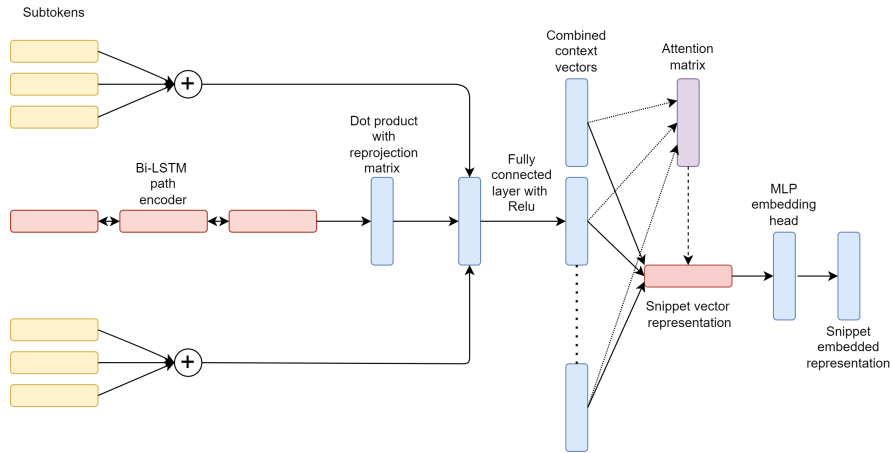 Subtokens
+
Bi-LSTM
path
encoder
Dot product
with
reprojection
matrix
+
Fully
connected
layer with
Relu
Combined
context
vectors
Attention
matrix
Snippet vector
representation
MLP
embedding
head
Snippet
embedded
representation